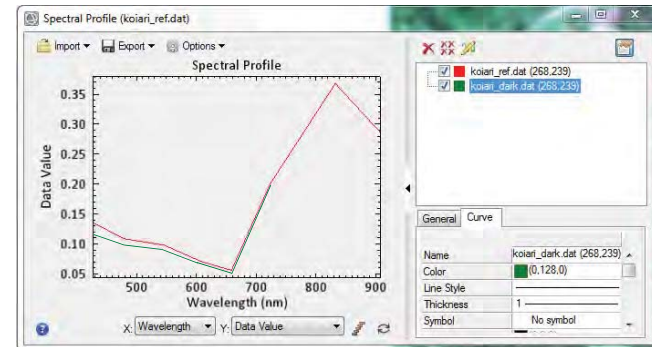 Spectral Profile (koiari_ref.dat)
Import Export Options
Spectral Profile
0.35
0.30
0.25
0.20
0.15
0.10
0.05
Data Value
500 600 700 800 900
Wavelength (nm)
X: Wavelength Y: Data Value
koiari_ref.dat (268,239)
koiari_dark.dat (268,239)
General Curve
Name koiari_dark.dat (268,239)
Color (0,128,0)
Line Style
Thickness 1
Symbol No symbol